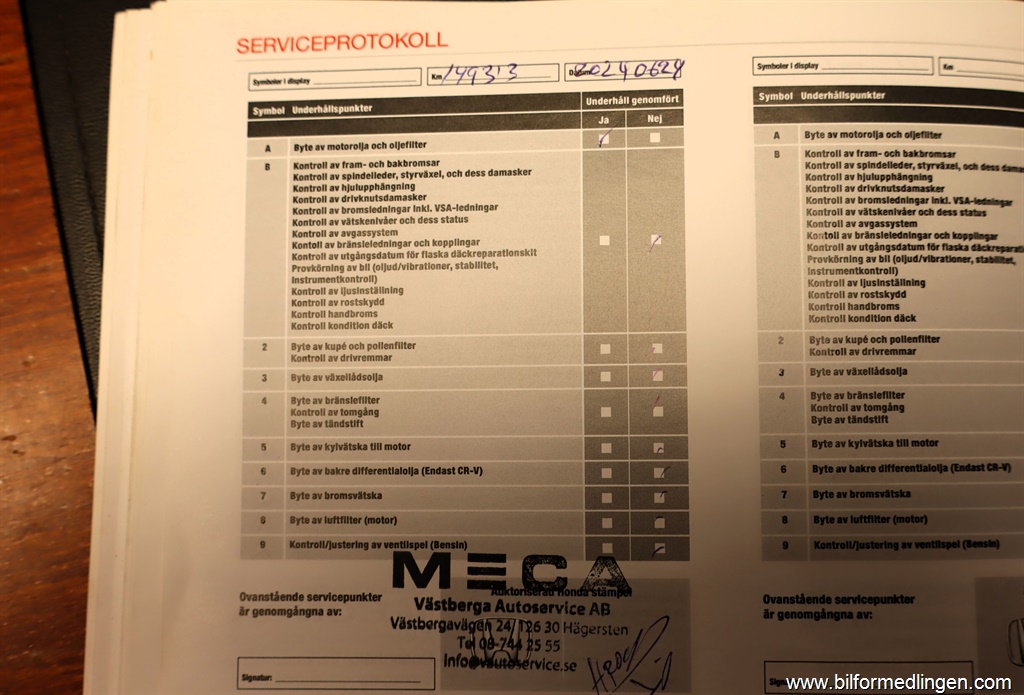 SERVICEPROTOKOLL
Symboler i display
Km 149313
Datum 20240628
Symbol Underhållspunkter
Underhåll genomfört
Ja Nej
A Byte av motorolja och oljefilter
B Kontroll av fram- och bakbromsar
Kontroll av spindelleder, styrväxel, och dess damasker
Kontroll av hjulupphängning
Kontroll av drivknutsdamasker
Kontroll av bromsledningar inkl. VSA-ledningar
Kontroll av vätskenivåer och dess status
Kontroll av avgassystem
Kontoll av bränsleledningar och kopplingar
Kontroll av utgångsdatum för flaska däckreparationskit
Provkörning av bil (oljud/vibrationer, stabilitet,
Instrumentkontroll)
Kontroll av ljusinställning
Kontroll av rostskydd
Kontroll handbroms
Kontroll kondition däck
2 Byte av kupé och pollenfilter
Kontroll av drivremmar
3 Byte av växellådsolja
4 Byte av bränslefilter
Kontroll av tomgång
Byte av tändstift
5 Byte av kylvätska till motor
6 Byte av bakre differentialolja (Endast CR-V)
7 Byte av bromsvätska
8 Byte av luftfilter (motor)
9 Kontroll/justering av ventilspel (Bensin)
Ovanstående servicepunkter
är genomgångna av:
MECA
Auktoriserad Honda stämpel
Västberga Autoservice AB
Västbergavägen 24, 126 30 Hägersten
Tel 08-744 25 55
info@vautoservice.se
Signatur:
Symboler i display
Km
Symbol Underhållspunkter
A Byte av motorolja och oljefilter
B Kontroll av fram- och bakbromsar
Kontroll av spindelleder, styrväxel, och dess
Kontroll av hjulupphängning
Kontroll av drivknutsdamasker
Kontroll av bromsledningar inkl. VSA-ledningar
Kontroll av vätskenivåer och dess status
Kontroll av avgassystem
Kontoll av bränsleledningar och kopplingar
Kontroll av utgångsdatum för flaska
Provkörning av bil (oljud/vibrationer, stabilitet,
Instrumentkontroll)
Kontroll av ljusinställning
Kontroll av rostskydd
Kontroll handbroms
Kontroll kondition däck
2 Byte av kupé och pollenfilter
Kontroll av drivremmar
3 Byte av växellådsolja
4 Byte av bränslefilter
Kontroll av tomgång
Byte av tändstift
5 Byte av kylvätska till motor
6 Byte av bakre differentialolja (Endast CR-V)
7 Byte av bromsvätska
8 Byte av luftfilter (motor)
9 Kontroll/justering av ventilspel (Bensin)
Ovanstående servicepunkter
är genomgångna av:
www.bilformedlingen.com